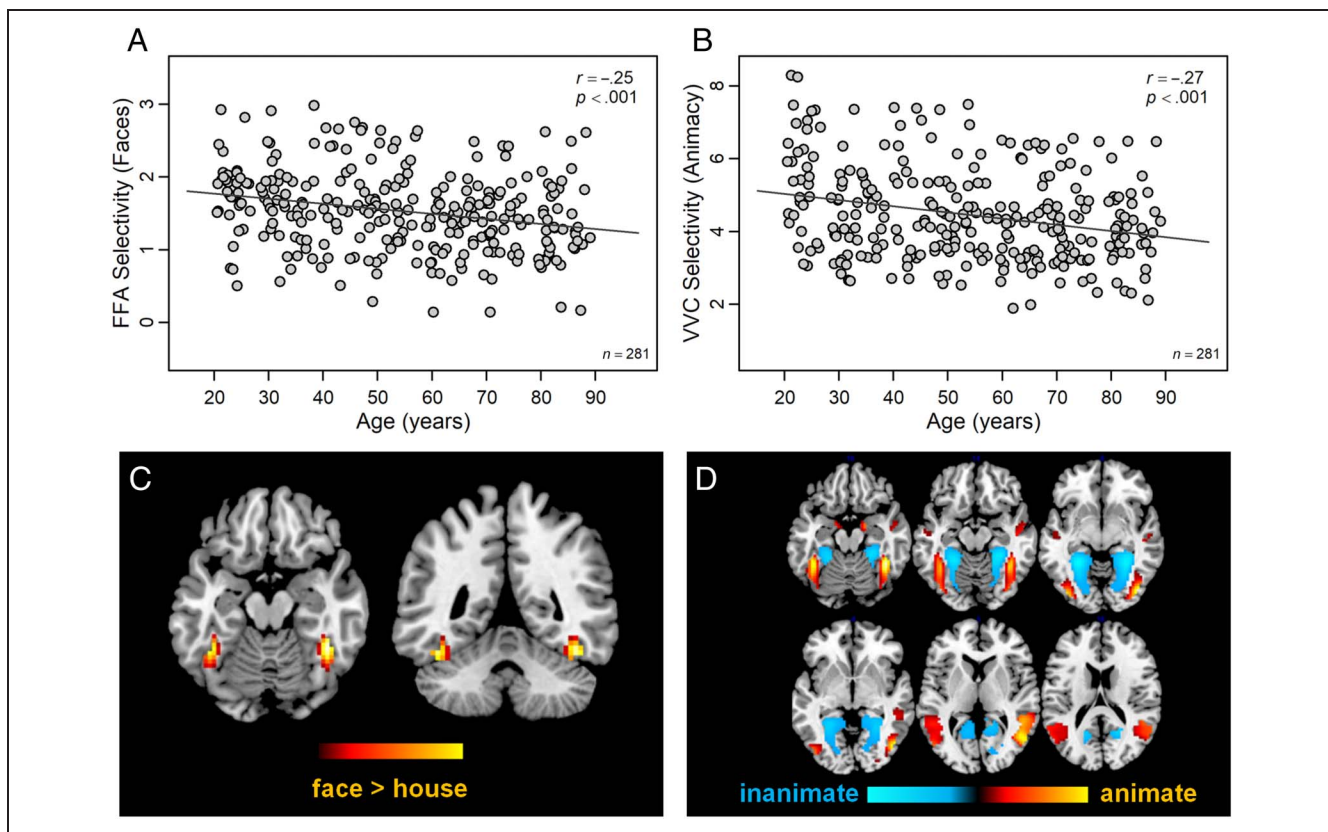 A
FFA Selectivity (Faces)
3
2
1
0
r = –.25
p < .001
n = 281
20 30 40 50 60 70 80 90
Age (years)
B
VVC Selectivity (Animacy)
8
6
4
2
r = –.27
p < .001
n = 281
20 30 40 50 60 70 80 90
Age (years)
C
face > house
D
inanimate
animate